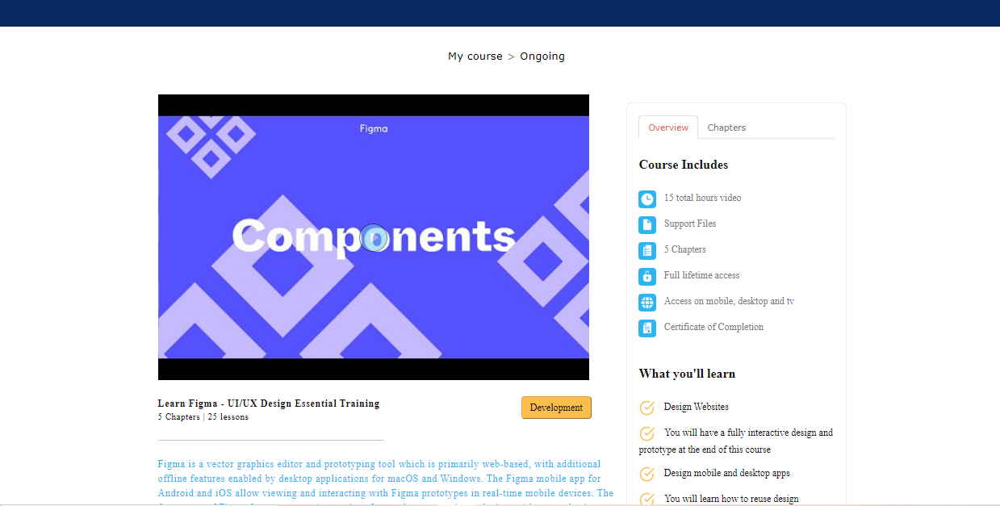 My course > Ongoing
Figma
Components
Learn Figma - UI/UX Design Essential Training
5 Chapters | 25 lessons
Development
Figma is a vector graphics editor and prototyping tool which is primarily web-based, with additional
offline features enabled by desktop applications for macOS and Windows. The Figma mobile app for
Android and iOS allow viewing and interacting with Figma prototypes in real-time mobile devices. The
Overview Chapters
Course Includes
15 total hours video
Support Files
5 Chapters
Full lifetime access
Access on mobile, desktop and tv
Certificate of Completion
What you'll learn
Design Websites
You will have a fully interactive design and
prototype at the end of this course
Design mobile and desktop apps
You will learn how to reuse design